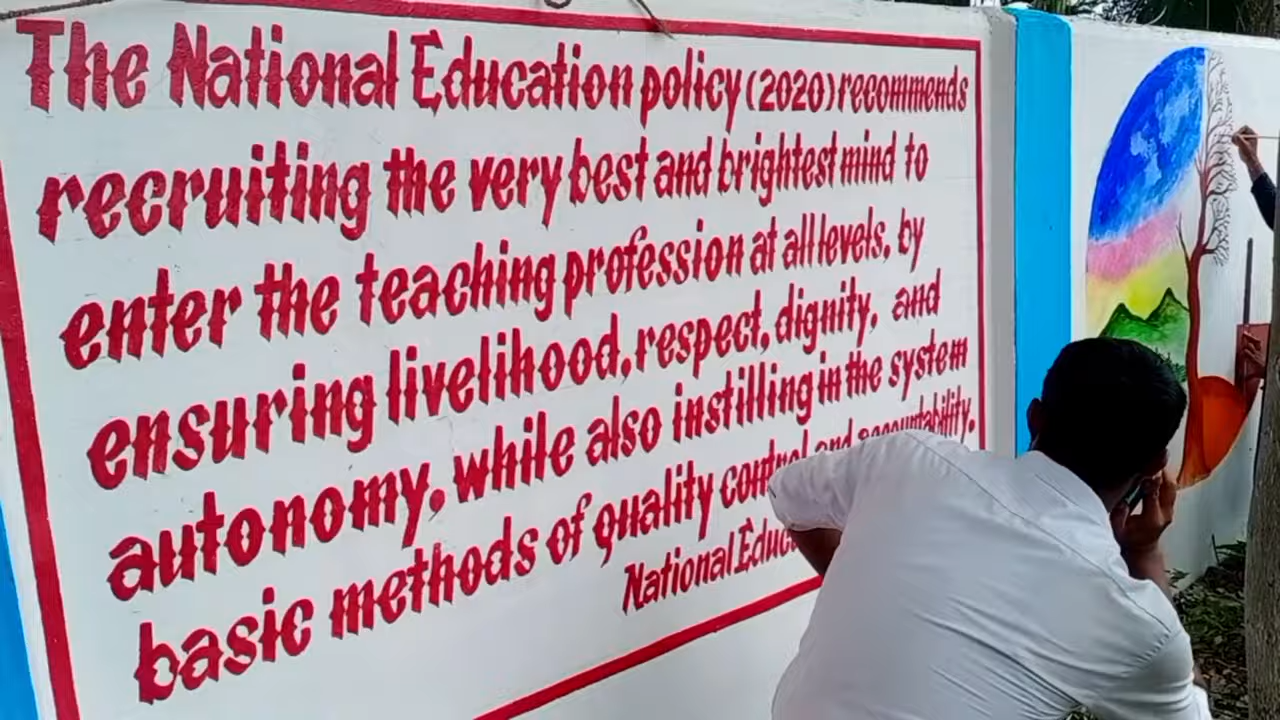 The National Education policy (2020) recommends
recruiting the very best and brightest mind to
enter the teaching profession at all levels, by
ensuring livelihood, respect, dignity, and
autonomy, while also instilling in the system
basic methods of quality control and accountability.
National